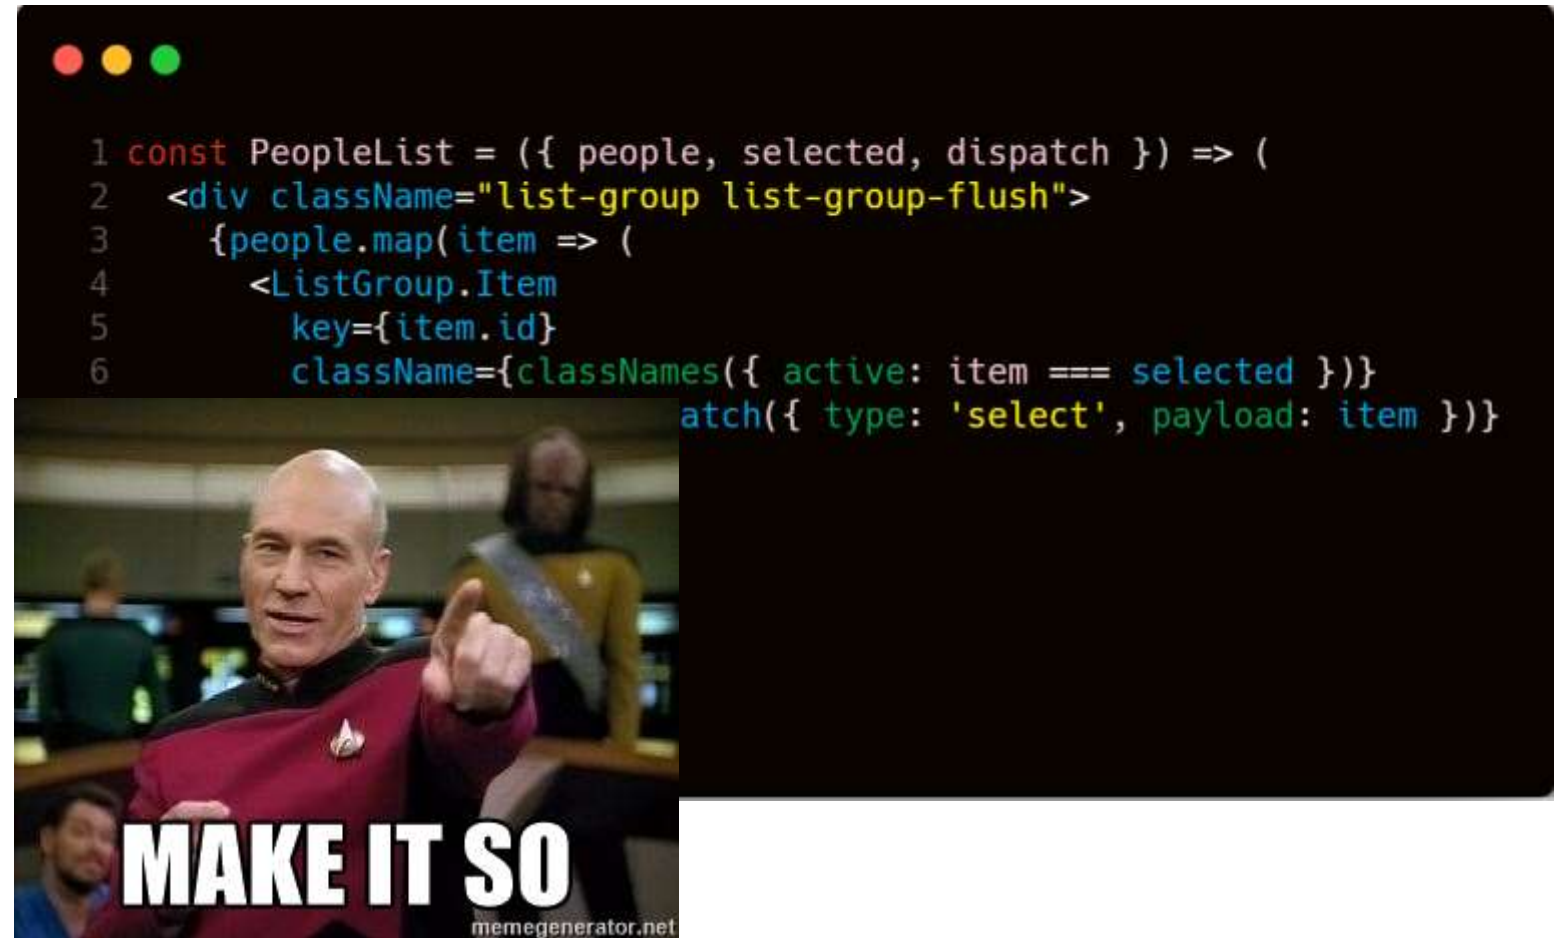 1 const PeopleList = ({ people, selected, dispatch }) => (
2 <div className="list-group list-group-flush">
3 {people.map(item => (
4 <ListGroup.Item
5 key={item.id}
6 className={classNames({ active: item === selected })}
atch({ type: 'select', payload: item })}
MAKE IT SO
memegenerator.net